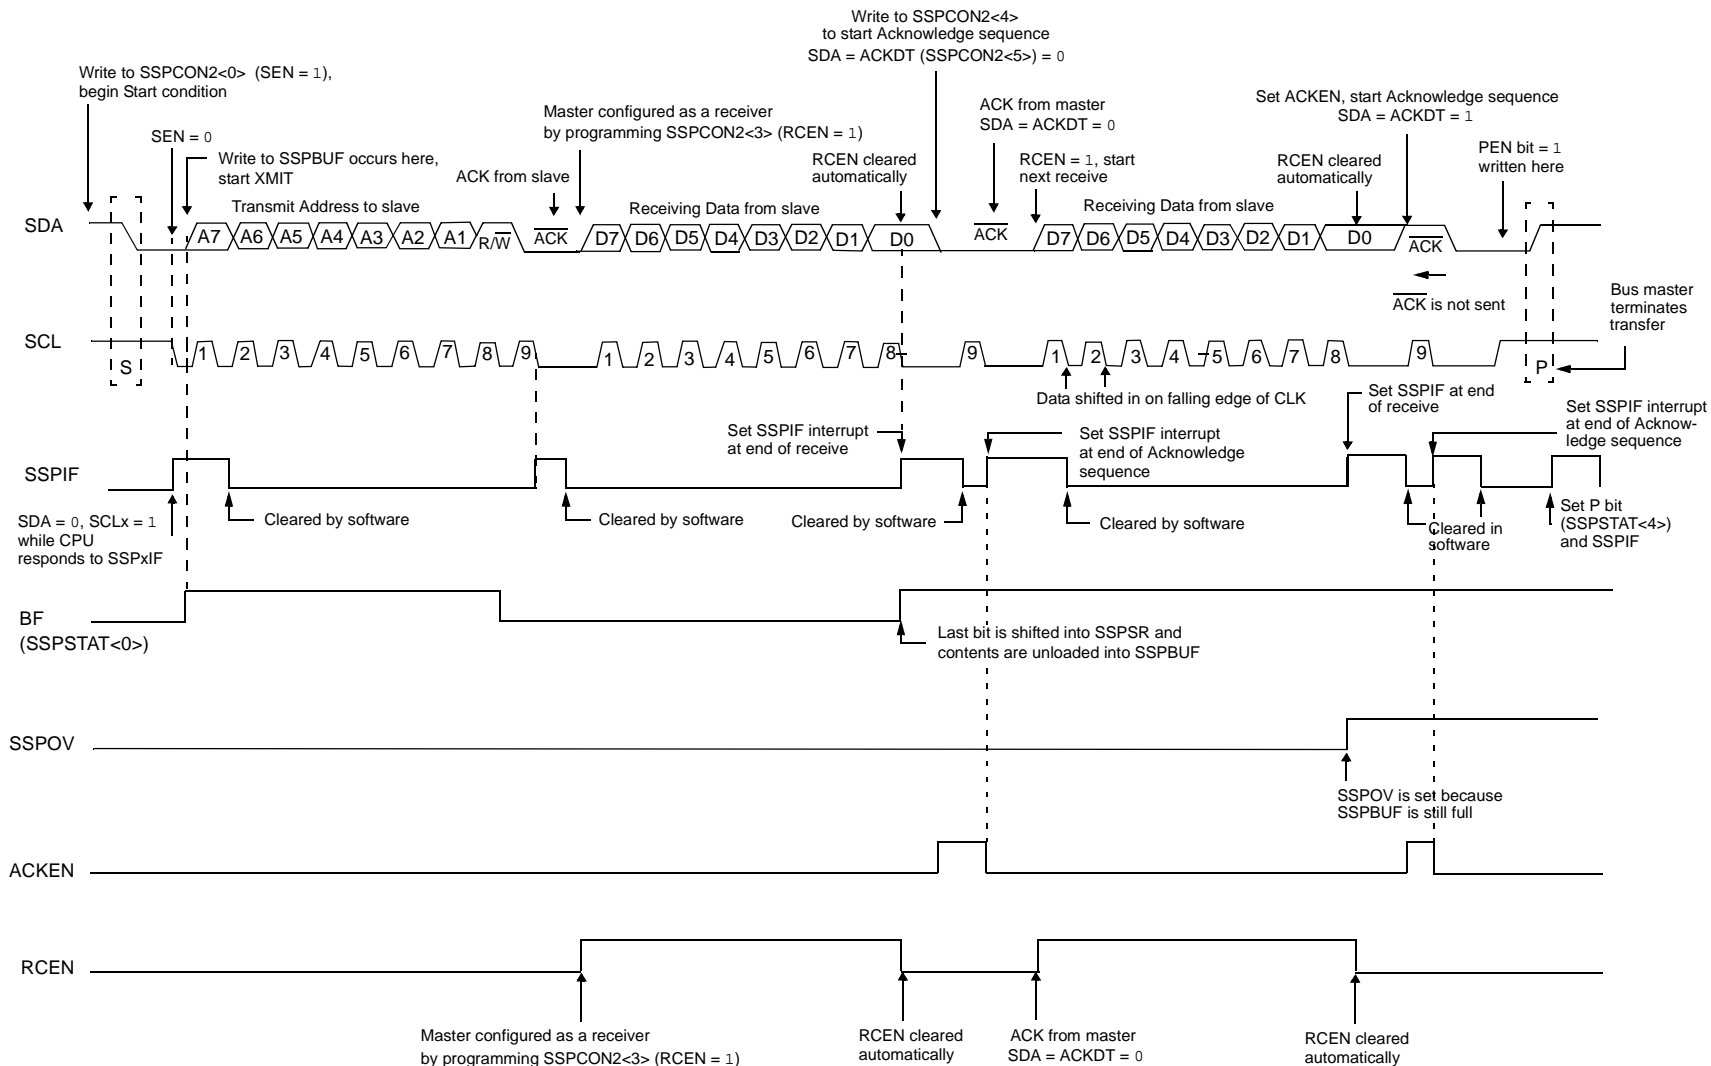 Write to SSPCON2<4>
to start Acknowledge sequence
SDA = ACKDT (SSPCON2<5>) = 0
Write to SSPCON2<0> (SEN = 1),
begin Start condition
Master configured as a receiver
by programming SSPCON2<3> (RCEN = 1)
ACK from master
SDA = ACKDT = 0
Set ACKEN, start Acknowledge sequence
SDA = ACKDT = 1
SEN = 0
Write to SSPBUF occurs here,
start XMIT
ACK from slave
RCEN cleared
automatically
RCEN = 1, start
next receive
RCEN cleared
automatically
PEN bit = 1
written here
Transmit Address to slave
Receiving Data from slave
Receiving Data from slave
SDA
A7 A6 A5 A4 A3 A2 A1 R/W ACK D7 D6 D5 D4 D3 D2 D1 D0 ACK D7 D6 D5 D4 D3 D2 D1 D0 ACK
ACK is not sent
Bus master
terminates
transfer
SCL
S 1 2 3 4 5 6 7 8 9 1 2 3 4 5 6 7 8 9 1 2 3 4 5 6 7 8 9 P
Data shifted in on falling edge of CLK
Set SSPIF at end
of receive
Set SSPIF interrupt
at end of Acknow-
ledge sequence
Set SSPIF interrupt
at end of receive
Set SSPIF interrupt
at end of Acknowledge
sequence
SSPIF
SDA = 0, SCLx = 1
while CPU
responds to SSPxIF
Cleared by software
Cleared by software
Cleared by software
Cleared by software
Cleared in
software
Set P bit
(SSPSTAT<4>)
and SSPIF
BF
(SSPSTAT<0>)
Last bit is shifted into SSPSR and
contents are unloaded into SSPBUF
SSPOV
SSPOV is set because
SSPBUF is still full
ACKEN
RCEN
Master configured as a receiver
by programming SSPCON2<3> (RCEN = 1)
RCEN cleared
automatically
ACK from master
SDA = ACKDT = 0
RCEN cleared
automatically